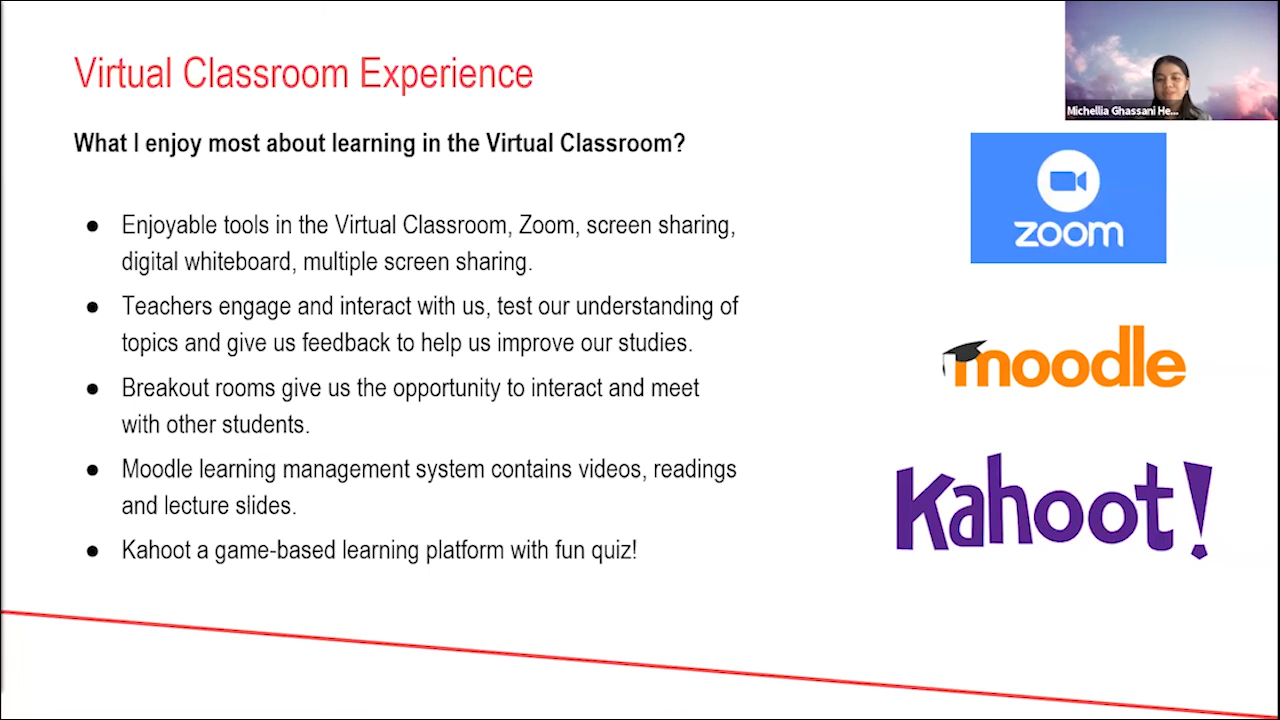 Virtual Classroom Experience
Michellia Ghassani He...
What I enjoy most about learning in the Virtual Classroom?
zoom
● Enjoyable tools in the Virtual Classroom, Zoom, screen sharing,
digital whiteboard, multiple screen sharing.
● Teachers engage and interact with us, test our understanding of
topics and give us feedback to help us improve our studies.
moodle
● Breakout rooms give us the opportunity to interact and meet
with other students.
● Moodle learning management system contains videos, readings
and lecture slides.
Kahoot!
● Kahoot a game-based learning platform with fun quiz!